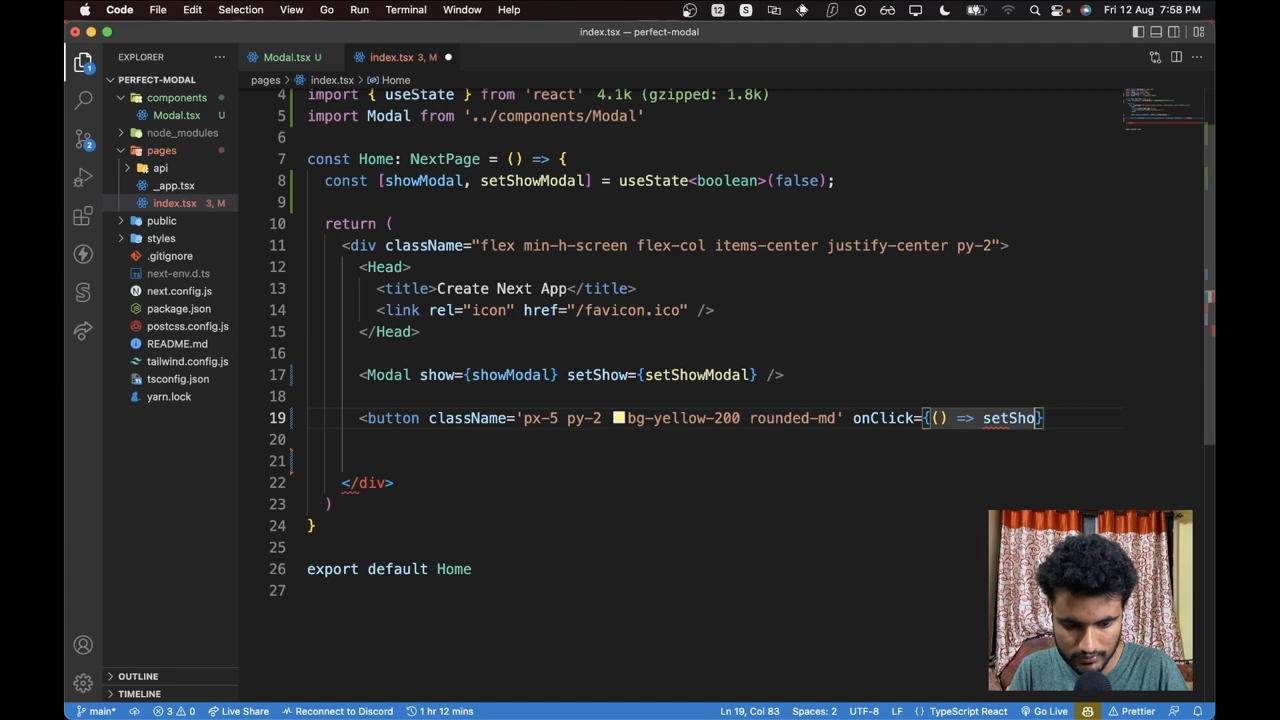 Code File Edit Selection View Go Run Terminal Window Help 12 S Fri 12 Aug 7:58 PM
index.tsx — perfect-modal
EXPLORER ...
Modal.tsx U index.tsx 3, M ●
pages > index.tsx > Home
PERFECT-MODAL
components
Modal.tsx U
node_modules
pages
api
_app.tsx
index.tsx 3, M
public
styles
.gitignore
next-env.d.ts
next.config.js
package.json
postcss.config.js
README.md
tailwind.config.js
tsconfig.json
yarn.lock
OUTLINE
TIMELINE
1
2
4 import { useState } from 'react' 4.1k (gzipped: 1.8k)
5 import Modal from '../components/Modal'
6
7 const Home: NextPage = () => {
8 const [showModal, setShowModal] = useState<boolean>(false);
9
10 return (
11 <div className="flex min-h-screen flex-col items-center justify-center py-2">
12 <Head>
13 <title>Create Next App</title>
14 <link rel="icon" href="/favicon.ico" />
15 </Head>
16
17 <Modal show={showModal} setShow={setShowModal} />
18
19 <button className='px-5 py-2 bg-yellow-200 rounded-md' onClick={() => setSho}
20
21
22 </div>
23 )
24 }
25
26 export default Home
27
main* 3 0 Live Share Reconnect to Discord 1 hr 12 mins Ln 19, Col 83 Spaces: 2 UTF-8 LF {} TypeScript React Go Live Prettier